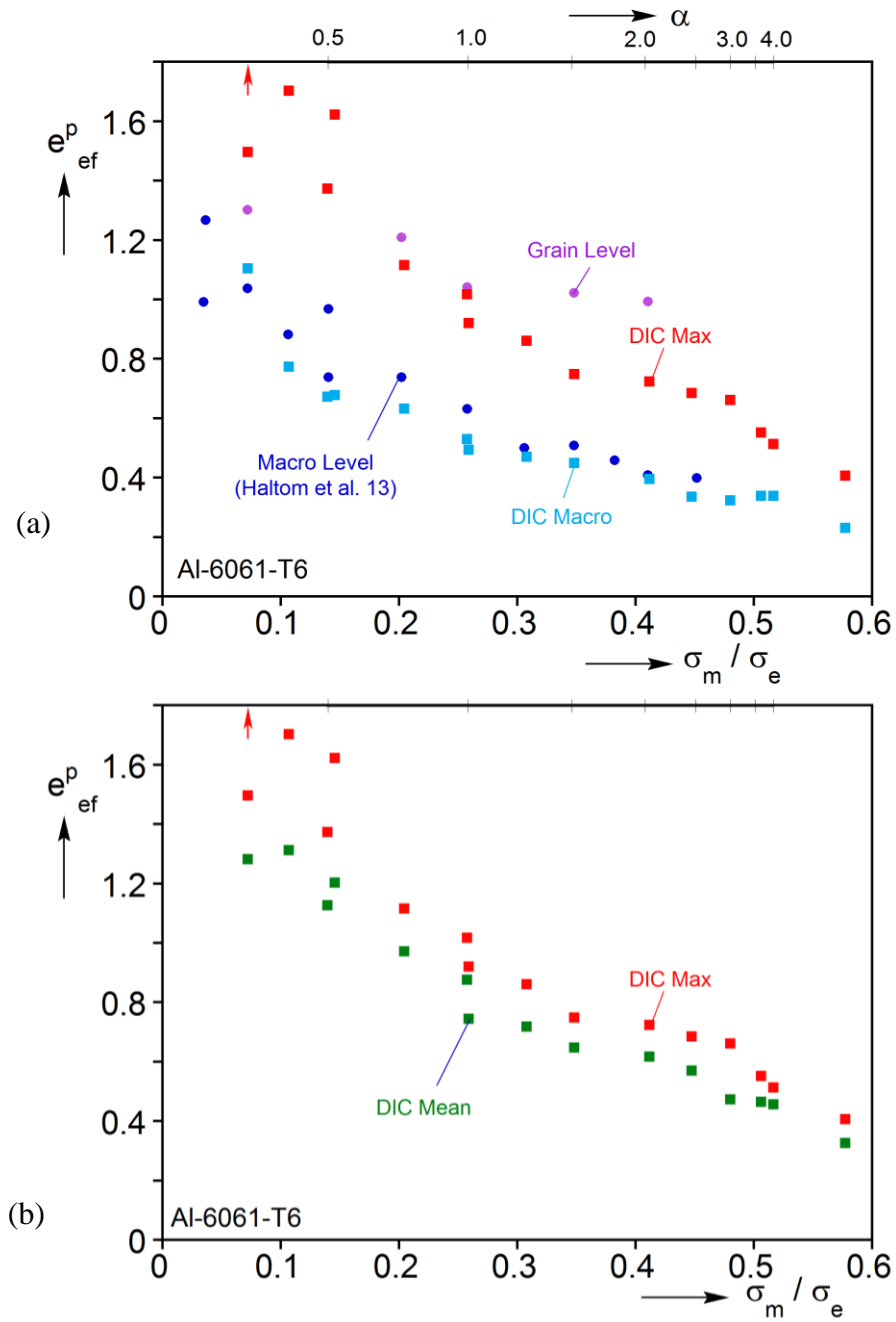 α
0.5 1.0 2.0 3.0 4.0
1.6
e^p_ef
1.2
Grain Level
0.8
DIC Max
Macro Level
(Haltom et al. 13)
0.4
DIC Macro
(a)
Al-6061-T6
0
0 0.1 0.2 0.3 0.4 0.5 0.6
σ_m / σ_e
1.6
e^p_ef
1.2
0.8
DIC Max
DIC Mean
0.4
(b)
Al-6061-T6
0
0 0.1 0.2 0.3 0.4 0.5 0.6
σ_m / σ_e